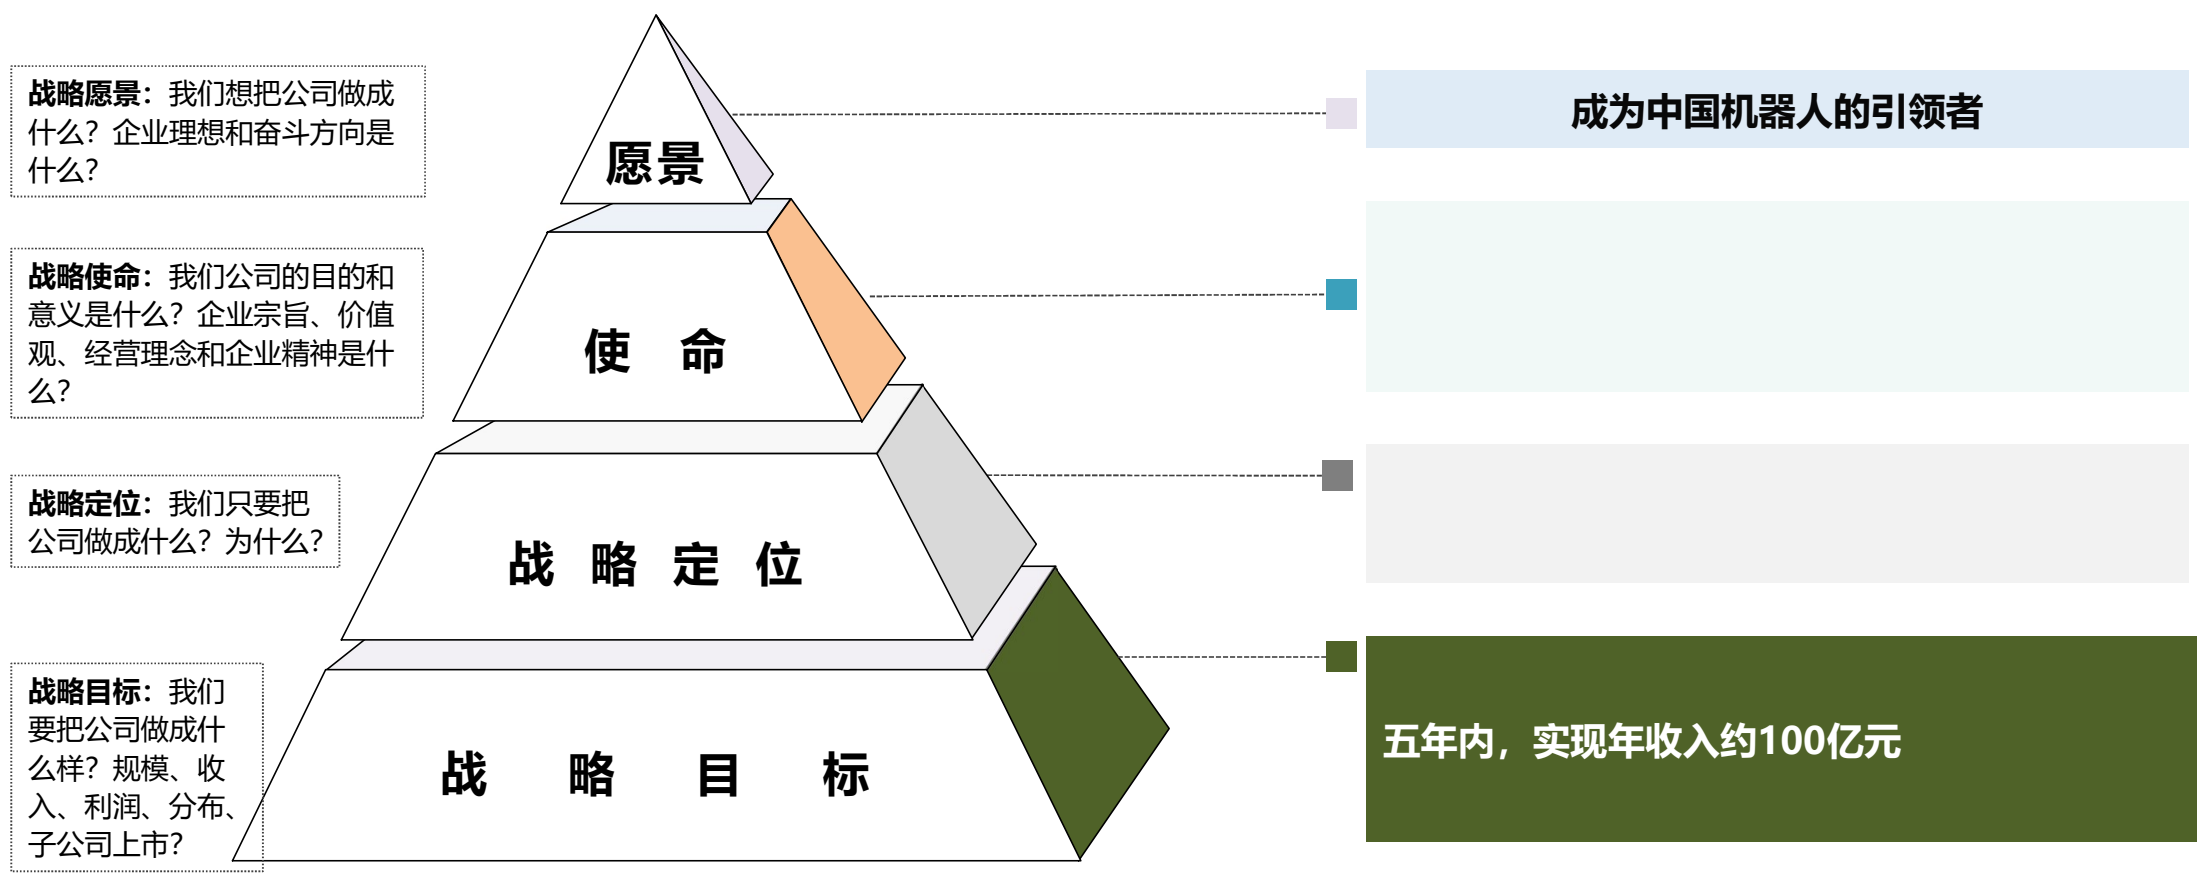 战略愿景：我们想把公司做成
什么？企业理想和奋斗方向是
什么？
愿景
成为中国机器人的引领者
战略使命：我们公司的目的和
意义是什么？企业宗旨、价值
观、经营理念和企业精神是什
么？
使 命
战略定位：我们只要把
公司做成什么？为什么？
战 略 定 位
战略目标：我们
要把公司做成什
么样？规模、收
入、利润、分布、
子公司上市？
战 略 目 标
五年内，实现年收入约100亿元